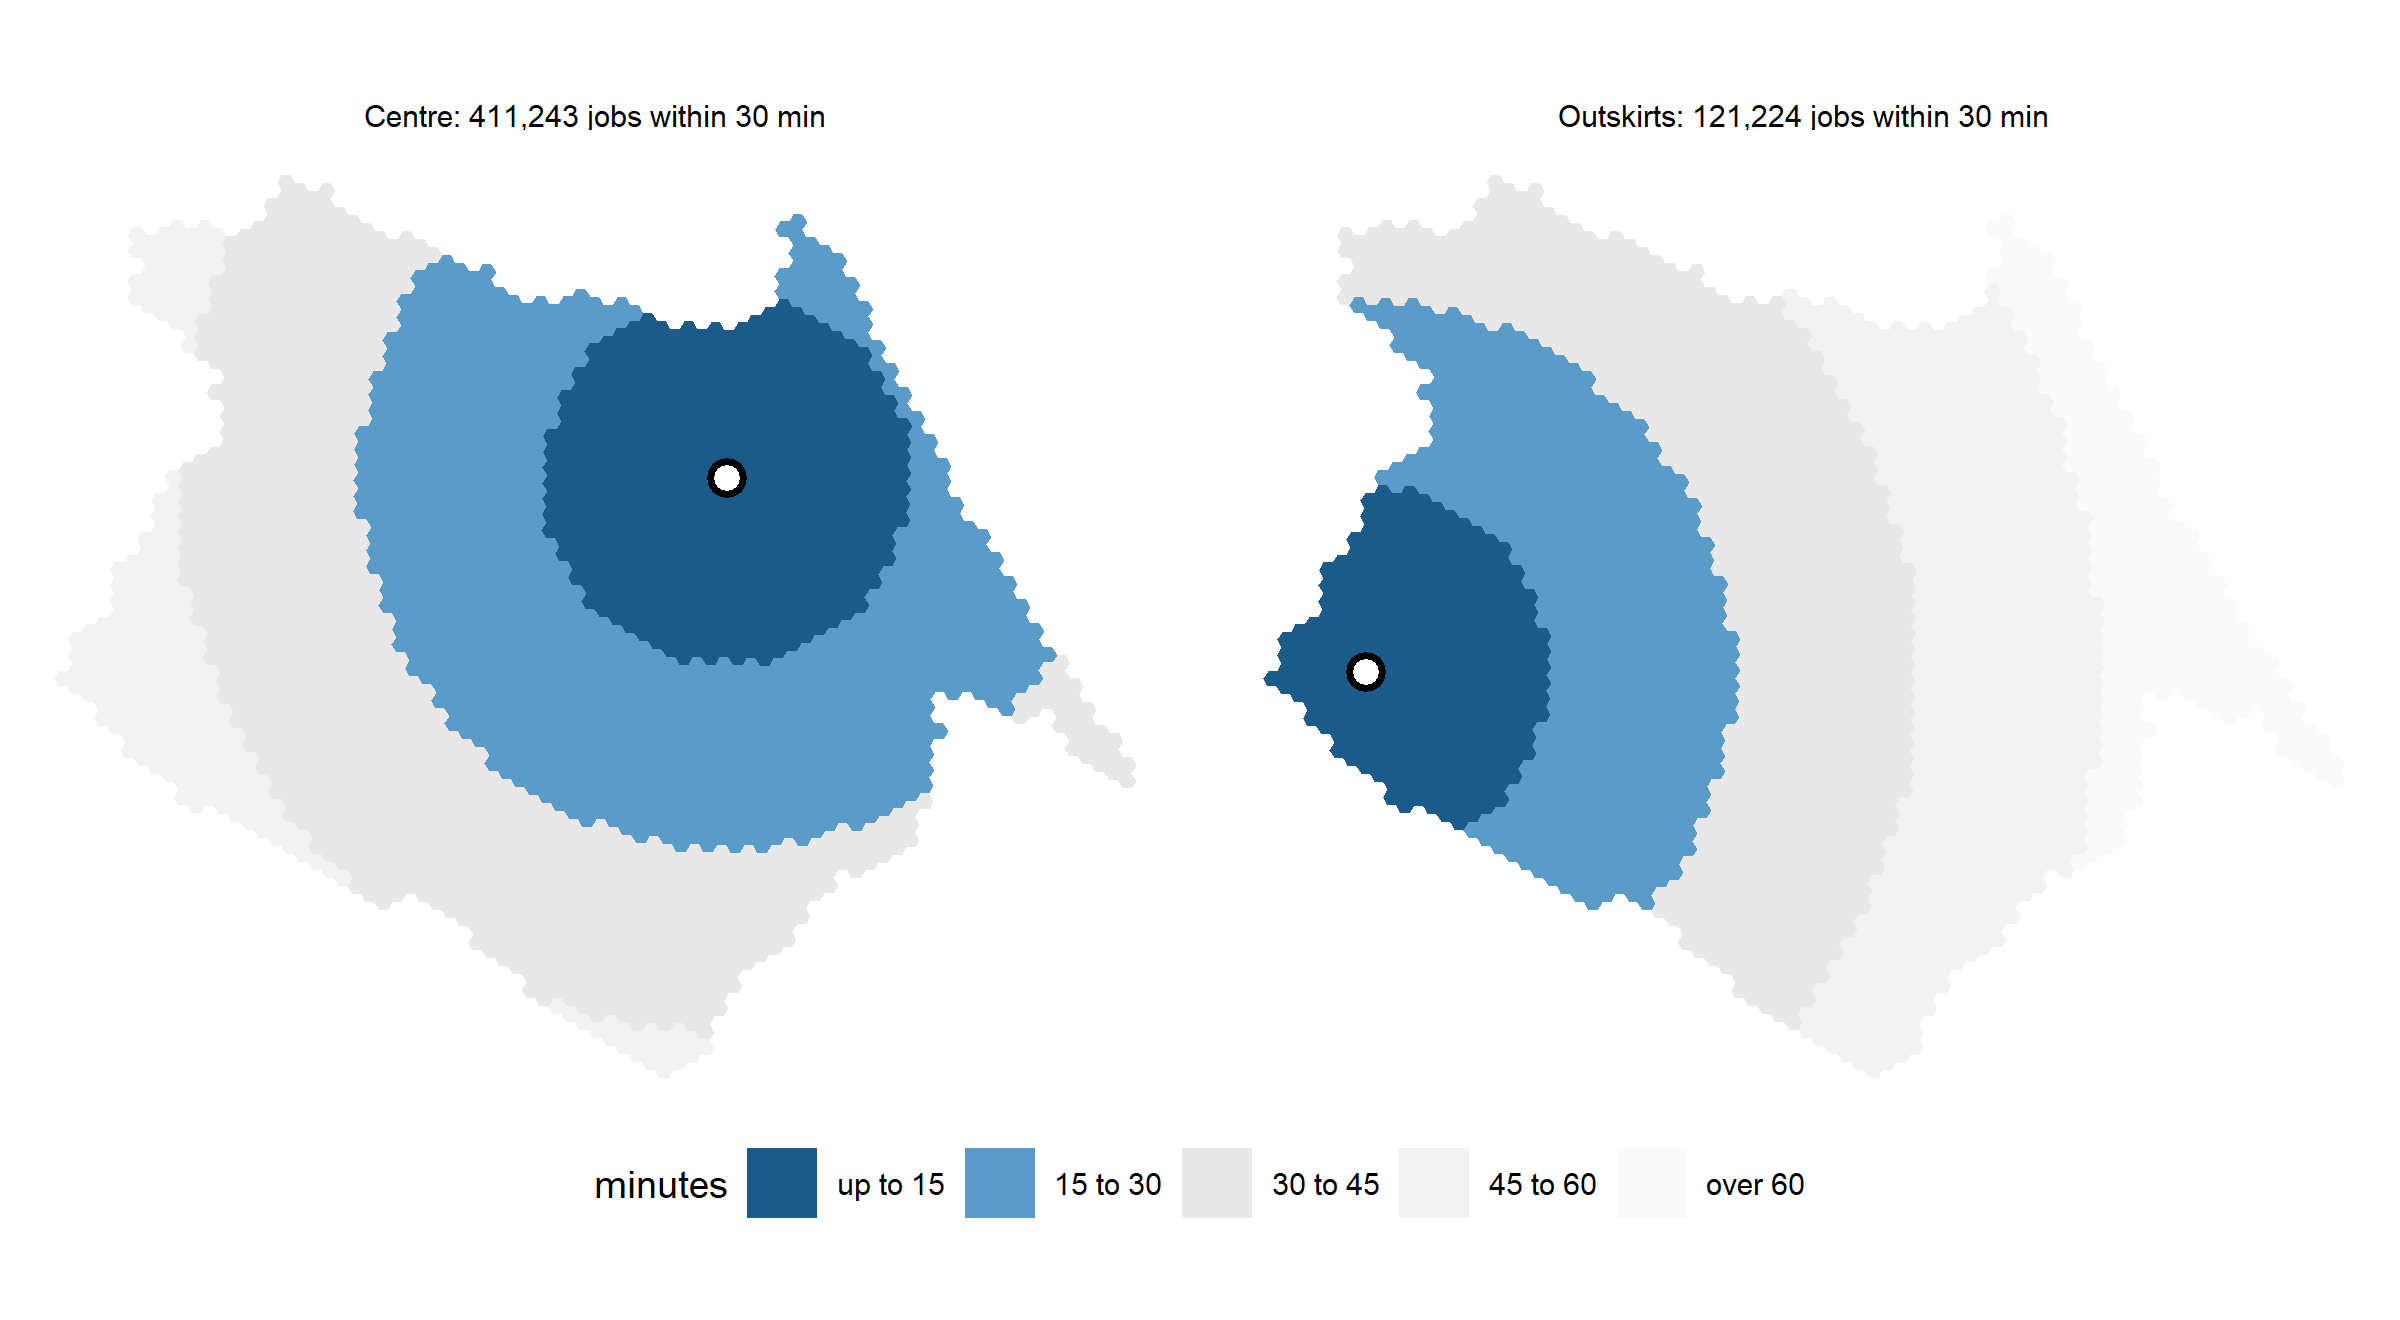 Centre: 411,243 jobs within 30 min
Outskirts: 121,224 jobs within 30 min
minutes up to 15 15 to 30 30 to 45 45 to 60 over 60